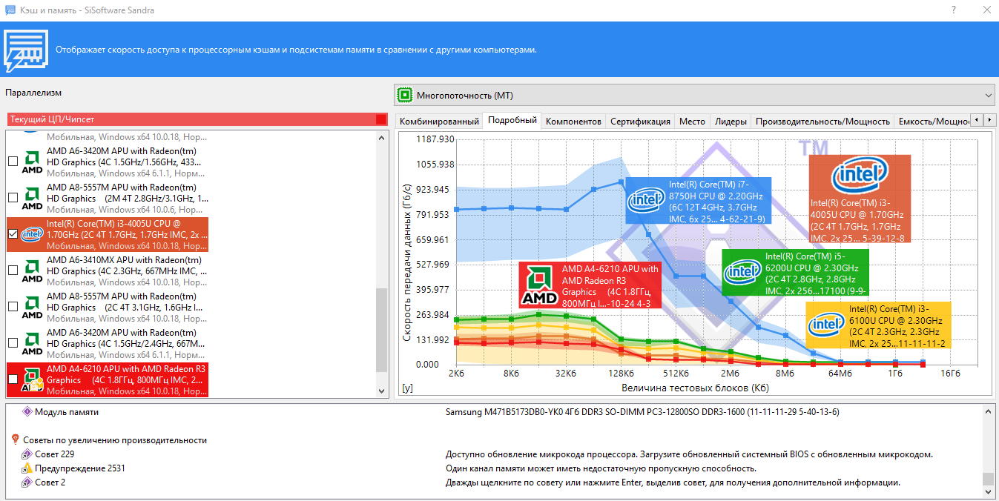 Кэш и память - SiSoftware Sandra
?
Отображает скорость доступа к процессорным кэшам и подсистемам памяти в сравнении с другими компьютерами.
Параллелизм
Многопоточность (МТ)
Текущий ЦП/Чипсет
Мобильная, Windows x64 10.0.18, Нор...
AMD A6-3420M APU with Radeon(tm)
HD Graphics (4C 1.5GHz/1.56GHz, 433...
Мобильная, Windows x64 6.1.1, Норм...
AMD
AMD A8-5557M APU with Radeon(tm)
HD Graphics (2M 4T 2.8GHz/3.1GHz, 1...
Мобильная, Windows x64 10.0.6, Нор...
AMD
Intel(R) Core(TM) i3-4005U CPU @
1.70GHz (2C 4T 1.7GHz, 1.7GHz IMC, 2x ...
Мобильная, Windows x64 10.0.18, Нор...
intel
AMD A6-3410MX APU with Radeon(tm)
HD Graphics (4C 2.3GHz, 667MHz IMC, ...
Мобильная, Windows x64 10.0.18, Нор...
AMD
AMD A8-5557M APU with Radeon(tm)
HD Graphics (2C 4T 3.1GHz, 1.6GHz I...
Мобильная, Windows x64 10.0.18, Нор...
AMD
AMD A6-3420M APU with Radeon(tm)
HD Graphics (4C 1.5GHz/2.4GHz, 667M...
Мобильная, Windows x64 6.1.1, Норм...
AMD
AMD A4-6210 APU with AMD Radeon R3
Graphics (4C 1.8ГГц, 800МГц IMC, 2...
Мобильная, Windows x64 10.0.18, Нор...
Комбинированный Подробный Компонентов Сертификация Место Лидеры Производительность/Мощность Емкость/Мощно
1187.930
1055.938
923.945
791.953
659.961
527.969
395.977
263.984
131.992
0.000
Скорость передачи данных (Гб/с)
TM
intel
Intel(R) Core(TM) i7-
8750H CPU @ 2.20GHz
(6C 12T 4GHz, 3.7GHz
IMC, 6x 25... 4-62-21-9)
intel
Intel(R) Core(TM) i3-
4005U CPU @ 1.70GHz
(2C 4T 1.7GHz, 1.7GHz
IMC, 2x 25... 5-39-12-8
AMD
AMD A4-6210 APU with
AMD Radeon R3
Graphics (4C 1.8ГГц,
800МГц I...-10-24 4-3
intel
Intel(R) Core(TM) i5-
6200U CPU @ 2.30GHz
(2C 4T 2.8GHz, 2.8GHz
IMC, 2x 256...17100 (9-9-
intel
Intel(R) Core(TM) i3-
6100U CPU @ 2.30GHz
(2C 4T 2.3GHz, 2.3GHz
IMC, 2x 25...11-11-11-2
2Кб 8Кб 32Кб 128Кб 512Кб 2Мб 8Мб 64Мб 1Гб 16Гб
[y]
Величина тестовых блоков (Кб)
Модуль памяти
Samsung M471B5173DB0-YK0 4Гб DDR3 SO-DIMM PC3-12800SO DDR3-1600 (11-11-11-29 5-40-13-6)
Советы по увеличению производительности
Совет 229
Доступно обновление микрокода процессора. Загрузите обновленный системный BIOS с обновленным микрокодом.
Предупреждение 2531
Один канал памяти может иметь недостаточную пропускную способность.
Совет 2
Дважды щелкните по совету или нажмите Enter, выделив совет, для получения дополнительной информации.